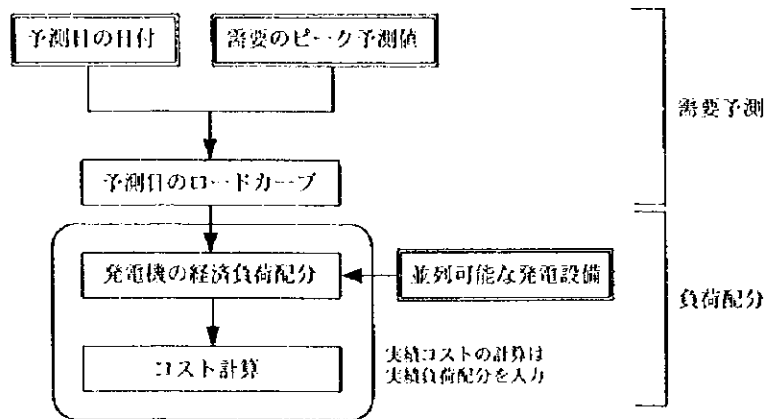 予測日の日付
需要のピーク予測値
需要予測
予測日のロードカーブ
発電機の経済負荷配分
並列可能な発電設備
負荷配分
コスト計算
実績コストの計算は
実績負荷配分を入力